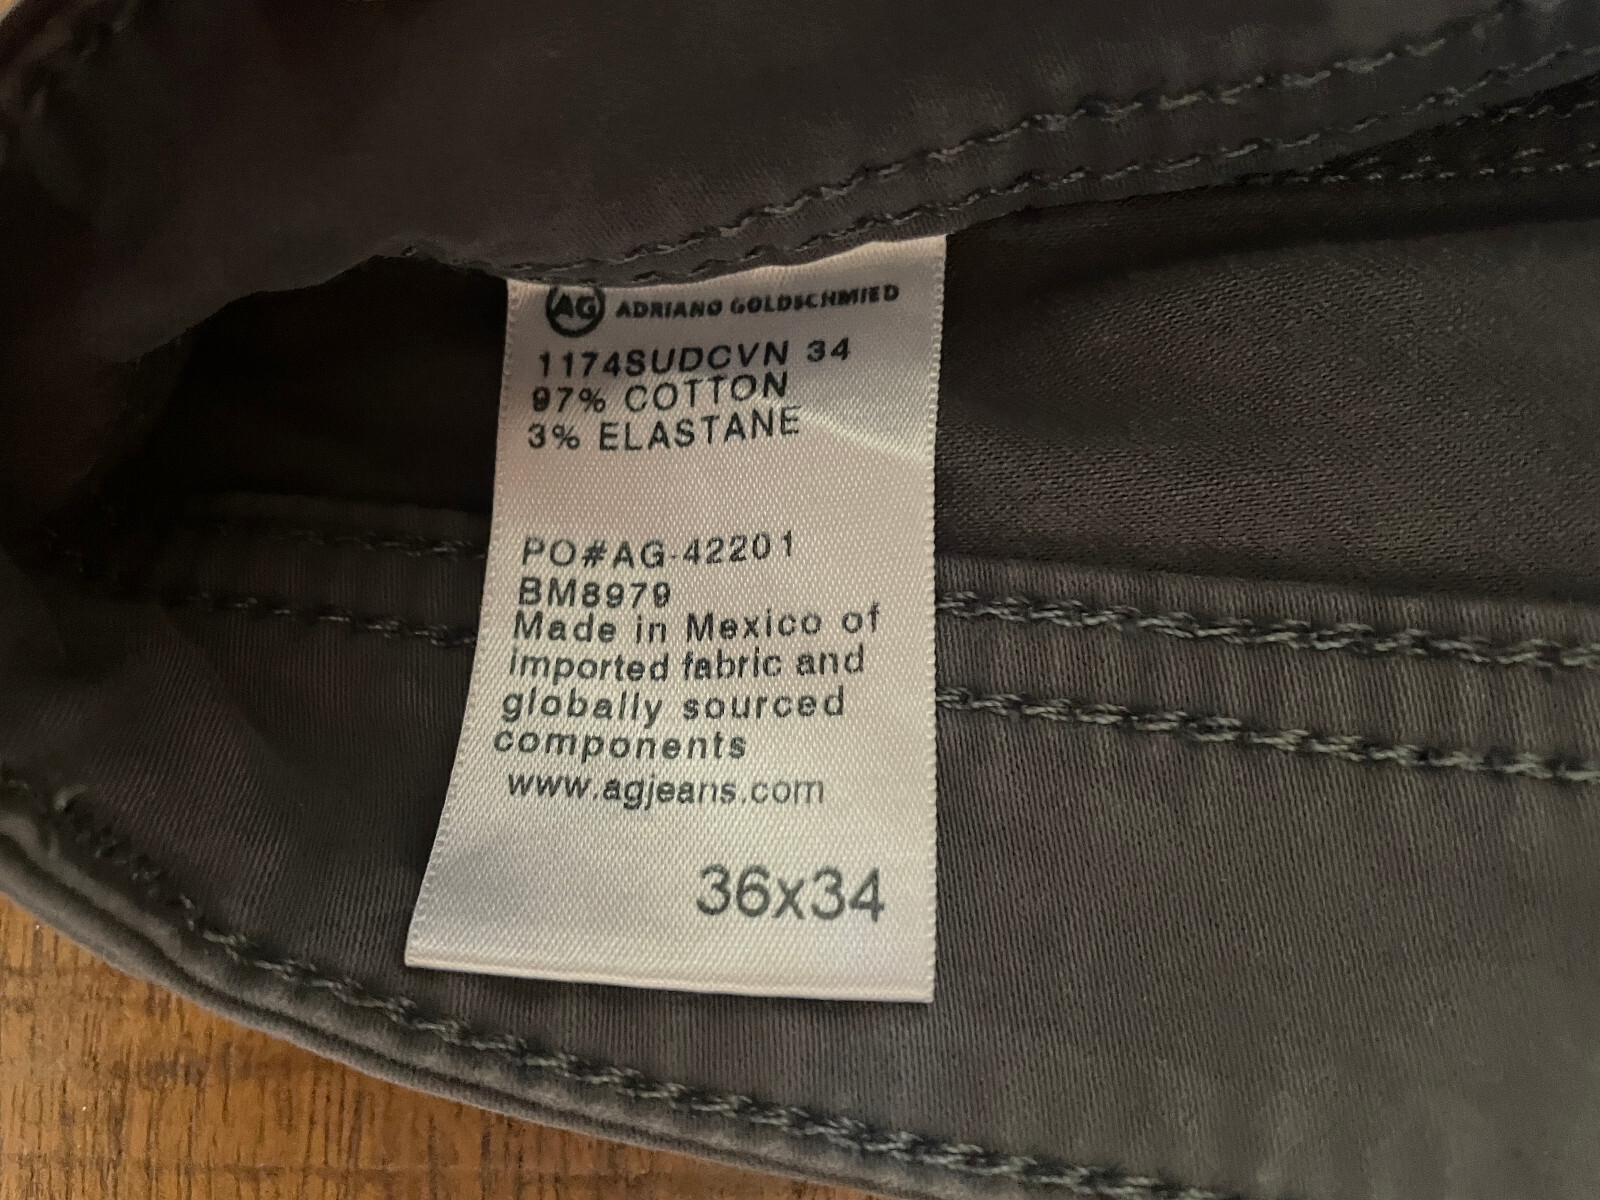 AG ADRIANO GOLDSCHMIED
1174SUDCVN 34
97% COTTON
3% ELASTANE
PO#AG-42201
BM8979
Made in Mexico of
imported fabric and
globally sourced
components
www.agjeans.com
36x34